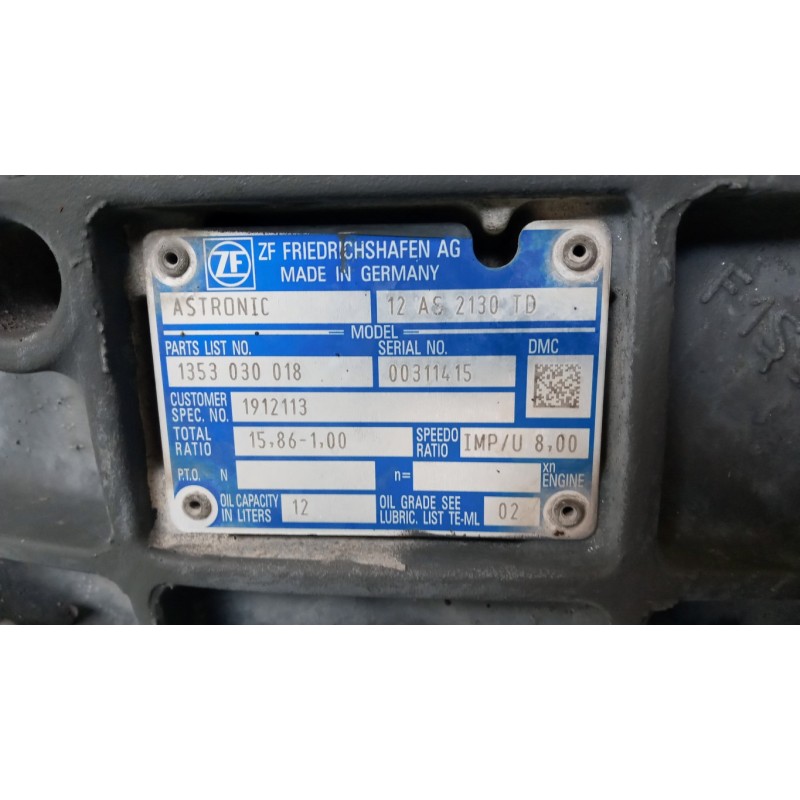 ZF ZF FRIEDRICHSHAFEN AG
MADE IN GERMANY
ASTRONIC 12 AS 2130 TD
MODEL
PARTS LIST NO. SERIAL NO. DMC
1353 030 018 00311415
CUSTOMER SPEC. NO. 1912113
TOTAL RATIO 15,86-1,00 SPEEDO RATIO IMP/U 8,00
P.T.O. N n= xn ENGINE
OIL CAPACITY IN LITERS 12 OIL GRADE SEE LUBRIC. LIST TE-ML 02